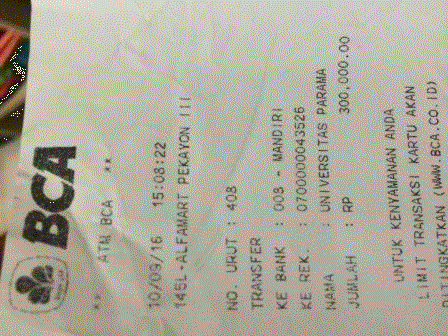 BCA
** ATM BCA **
10/09/16 15:08:22
145L-ALFAMART PEKAYON III
NO. URUT : 408
TRANSFER
KE BANK : 008 - MANDIRI
KE REK. : 0700000043526
NAMA : UNIVERSITAS PARAMA
JUMLAH : RP 300,000.00
UNTUK KENYAMANAN ANDA
LIMIT TRANSAKSI KARTU AKAN
DITINGKATKAN (WWW.BCA.CO.ID)